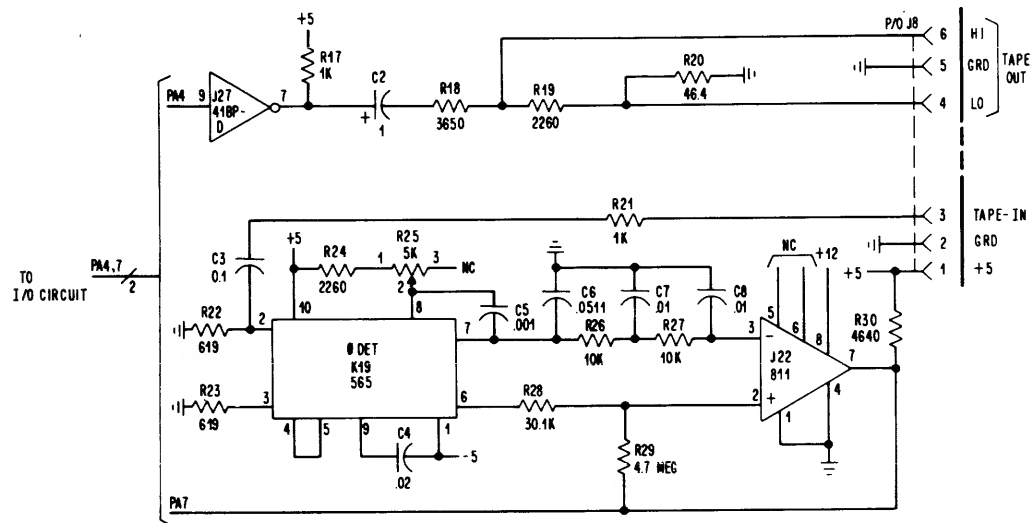 +5
R17
1K
P/O J8
6 HI
5 GRD
4 LO
TAPE
OUT
PA4
9
J27
418P-
D
7
C2
+
1
R18
3650
R19
2260
R20
46.4
R21
1K
3 TAPE-IN
2 GRD
1 +5
+5
TO
I/O CIRCUIT
PA4,7
2
C3
0.1
+5
R24
2260
R25
5K
1
2
3
NC
10
8
C5
.001
C6
.0511
C7
.01
C8
.01
NC
+12
R22
619
2
7
R26
10K
R27
10K
3
5
6
8
-
J22
811
+
7
R30
4640
Ø DET
K19
565
R23
619
3
6
R28
30.1K
2
1
4
4
5
9
1
C4
.02
-5
R29
4.7 MEG
PA7